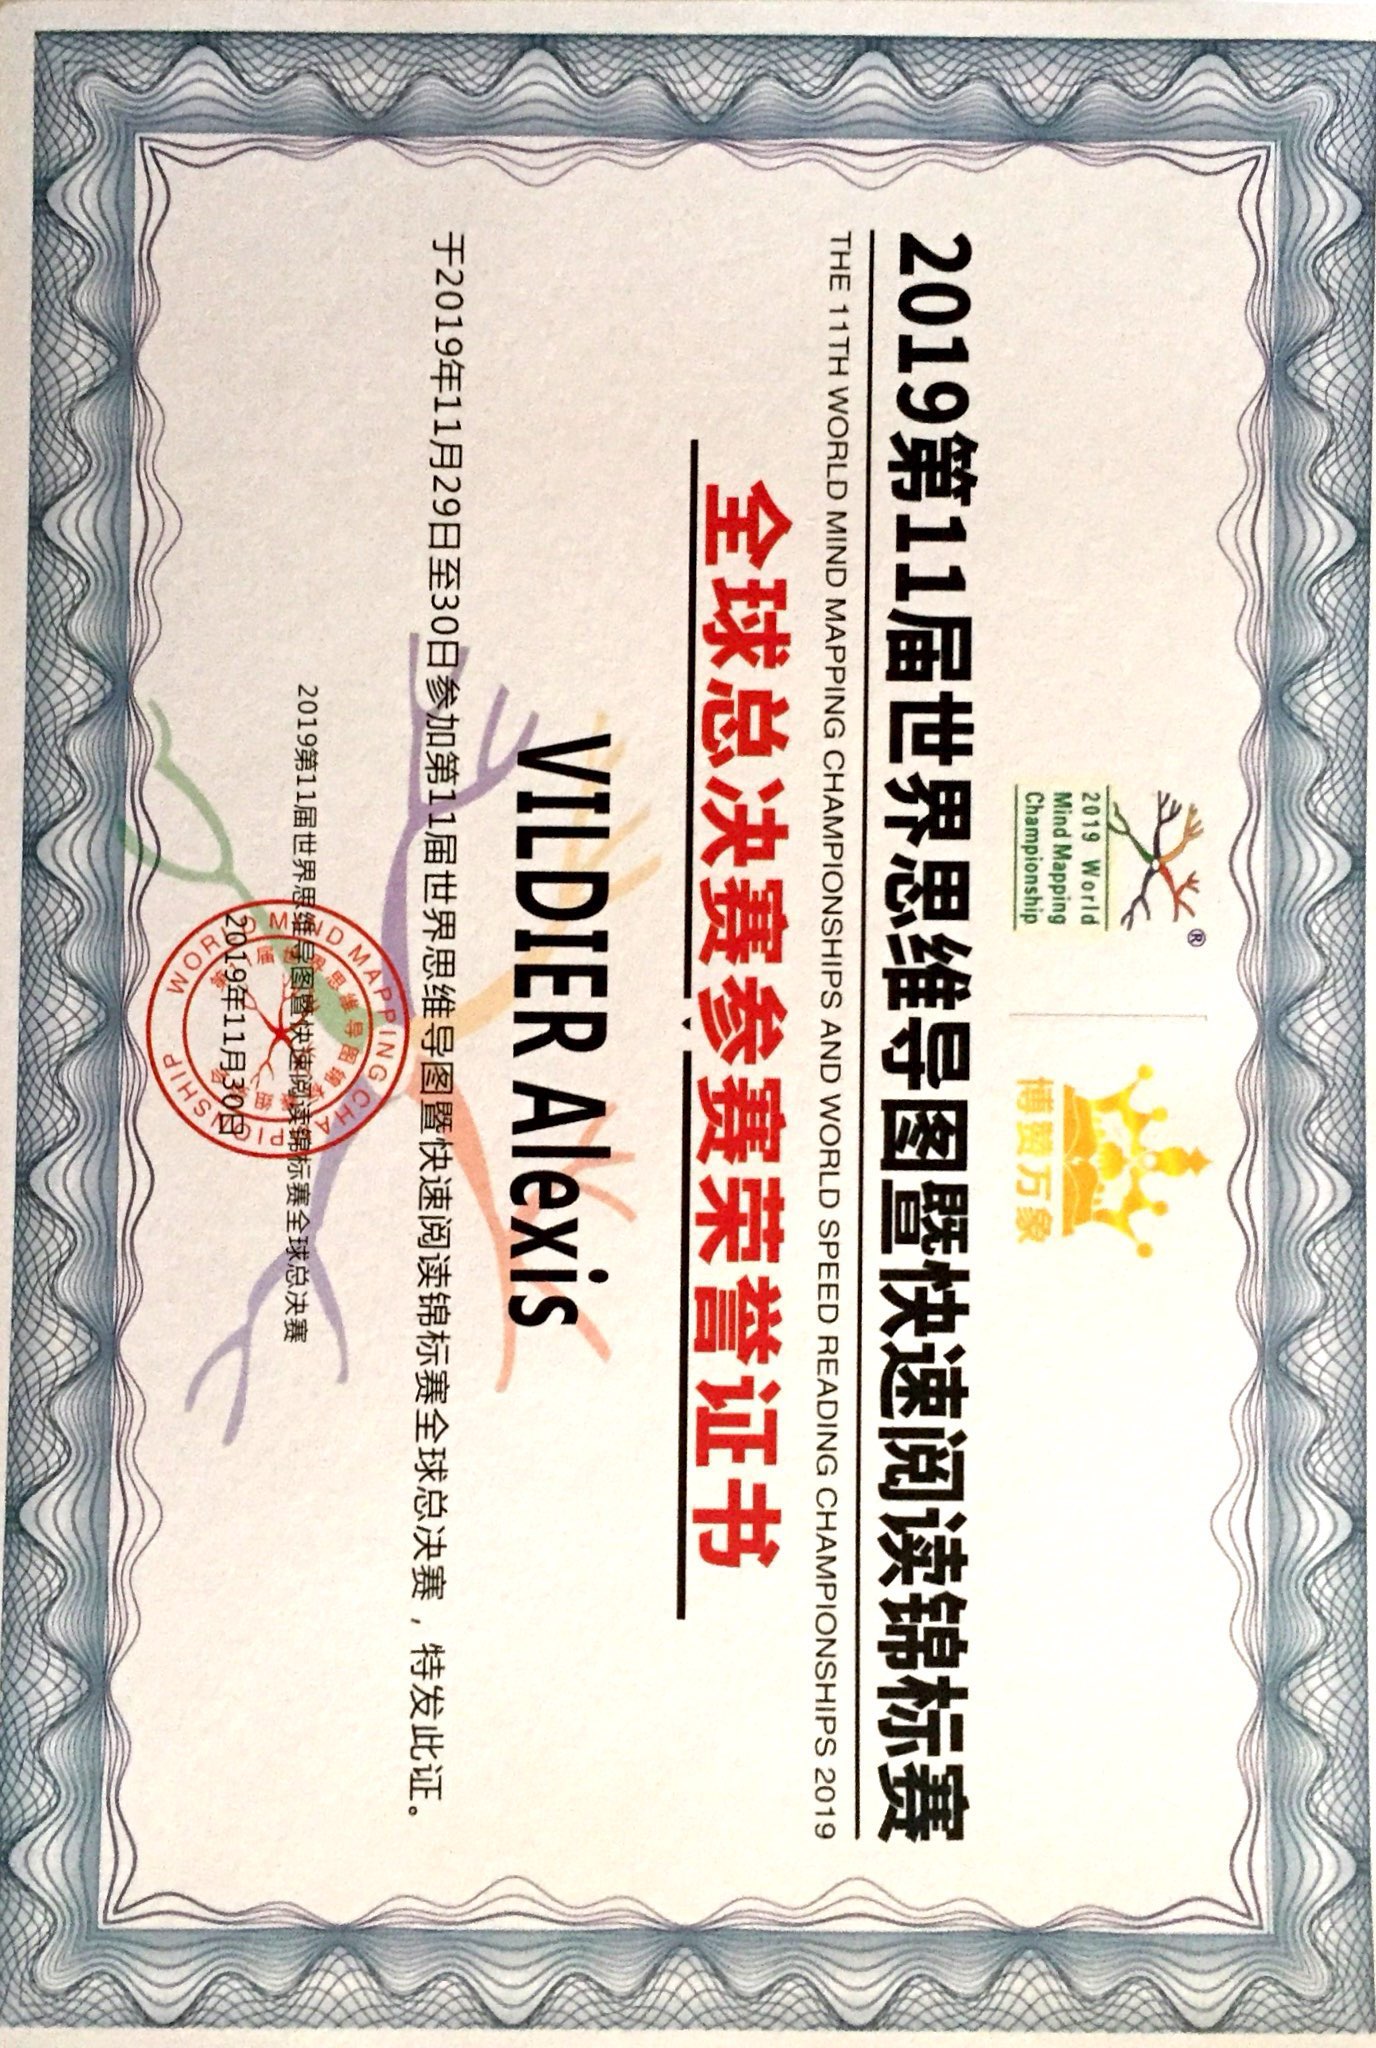 2019 World
Mind Mapping
Championship
®
博赞万象
2019第11届世界思维导图暨快速阅读锦标赛
THE 11TH WORLD MIND MAPPING CHAMPIONSHIPS AND WORLD SPEED READING CHAMPIONSHIPS 2019
全球总决赛参赛荣誉证书
VILDIER Alexis
于2019年11月29日至30日参加第11届世界思维导图暨快速阅读锦标赛全球总决赛，特发此证。
2019第11届世界思维导图暨快速阅读锦标赛全球总决赛
2019年11月30日
WORLD MIND MAPPING CHAMPIONSHIP